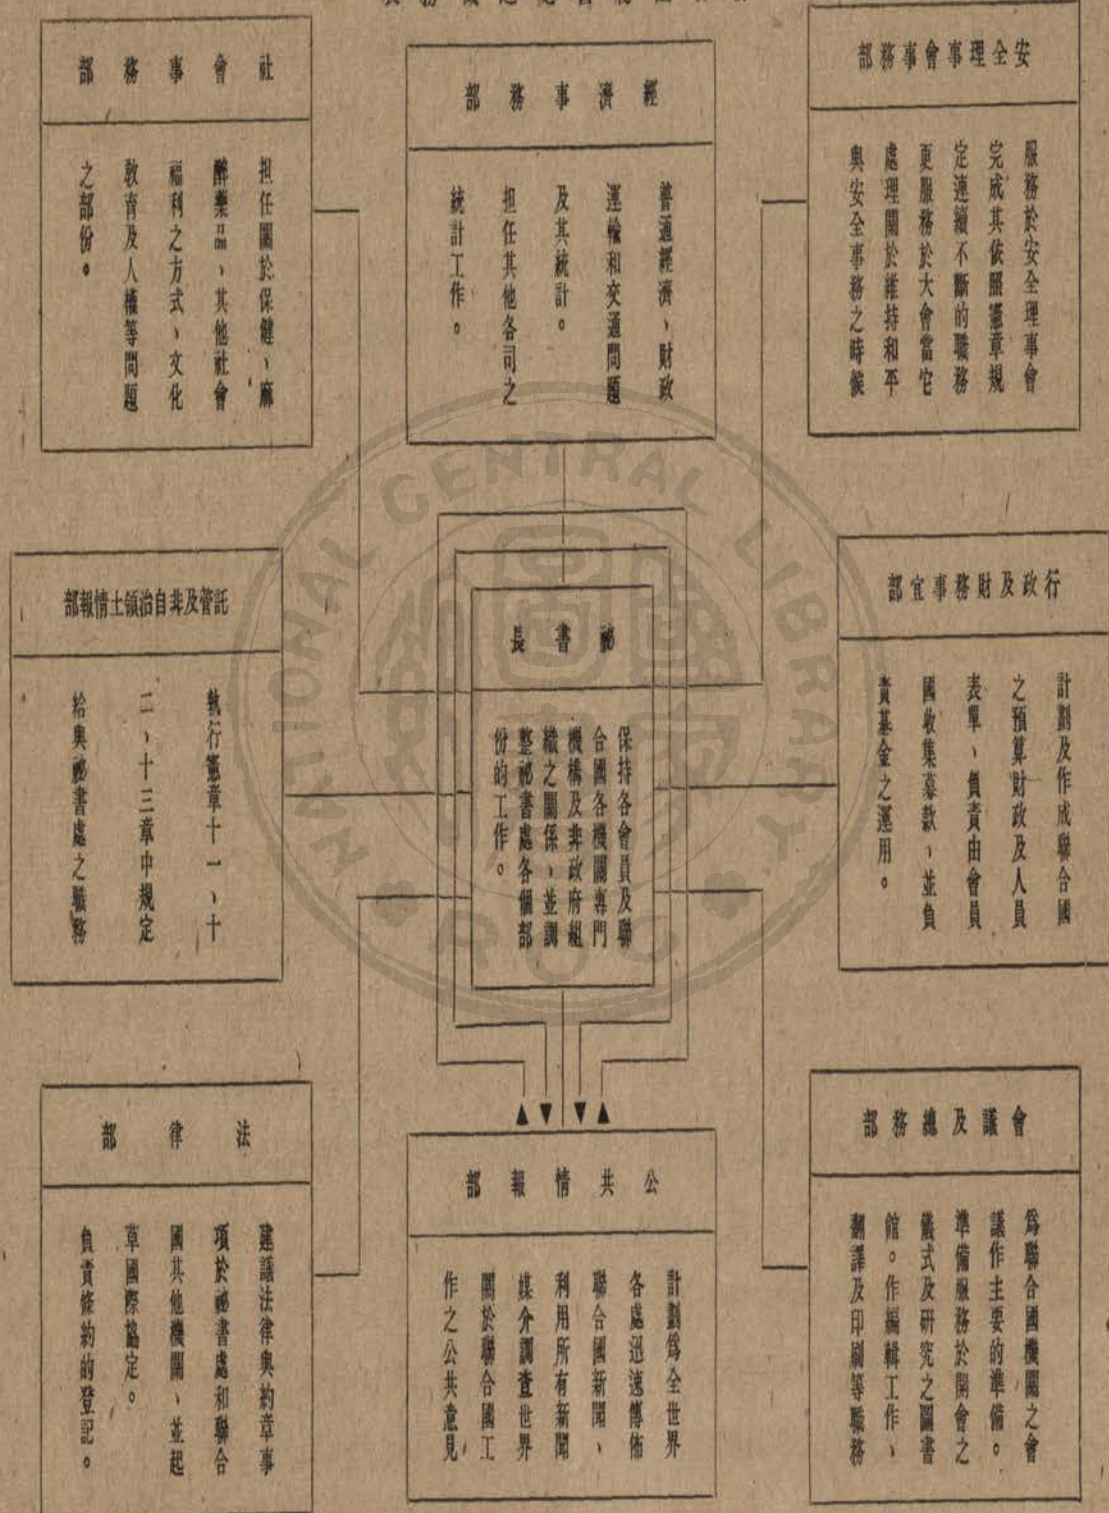 安全理事會事務部
服務於安全理事會
完成其依照憲章規
定連續不斷的職務
更服務於大會當它
處理關於維持和平
與安全事務之時候
經濟事務部
普通經濟、財政
運輸和交通問題
及其統計。
担任其他各司之
統計工作。
社會事務部
担任關於保健、麻
醉藥品、其他社會
福利之方式、文化
敎育及人權等問題
之部份。
行政及財務事宜部
計劃及作成聯合國
之預算財政及人員
表單、負責由會員
國收集募款、並負
責基金之運用。
祕書長
保持各會員及聯
合國各機關專門
機構及非政府組
織之關係、並調
整祕書處各個部
份的工作。
託管及非自治領土情報部
執行憲章十一、十
二、十三章中規定
給與祕書處之職務
會議及總務部
爲聯合國機關之會
議作主要的準備。
準備服務於開會之
儀式及研究之圖書
館。作編輯工作、
翻譯及印刷等職務
公共情報部
計劃爲全世界
各處迅速傳佈
聯合國新聞、
利用所有新聞
媒介調查世界
關於聯合國工
作之公共意見
法律部
建議法律與約章事
項於祕書處和聯合
國其他機關、並起
草國際協定。
負責條約的登記。
NATIONAL CENTRAL LIBRARY
R O C